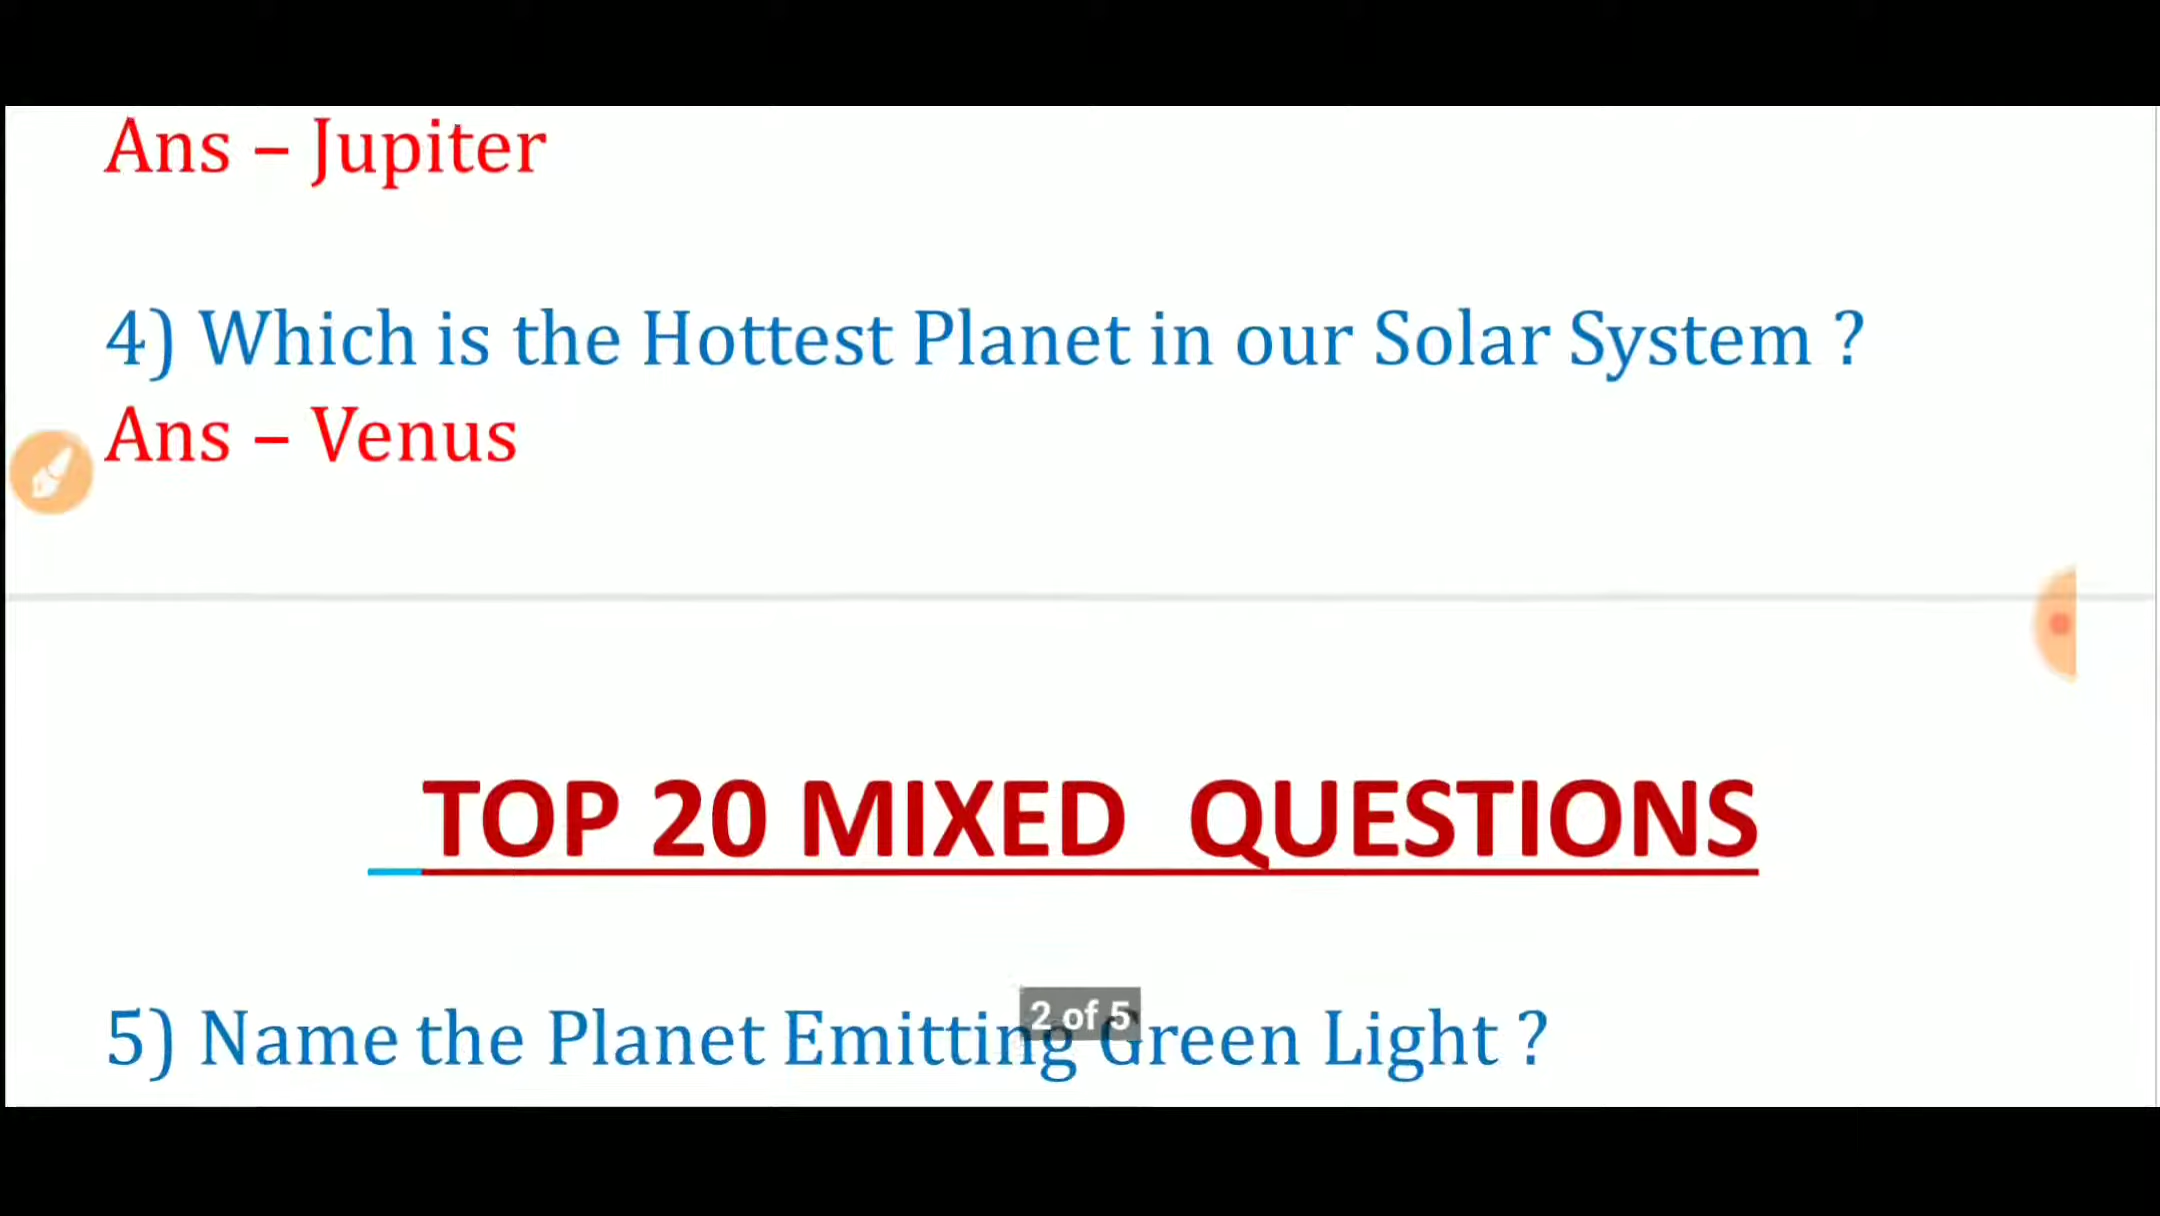 Ans – Jupiter
4) Which is the Hottest Planet in our Solar System ?
Ans – Venus
TOP 20 MIXED  QUESTIONS
2 of 5
5) Name the Planet Emitting Green Light ?